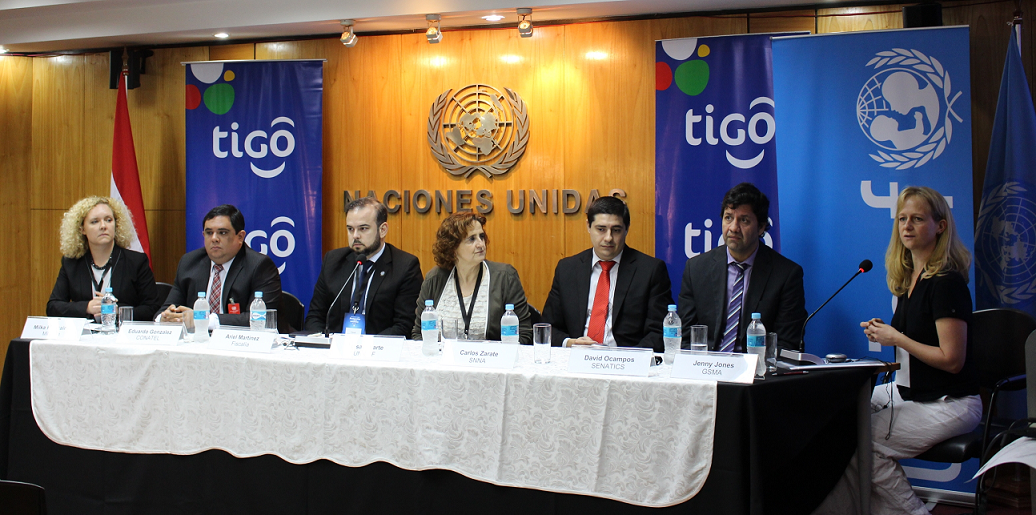 tigo
tigo
NACIONES UNIDAS
tigo
tigo
Eduardo Gonzalez
CONATEL
Ariel Martinez
Fiscalia
Carlos Zarate
SNNA
David Ocampos
SENATICS
Jenny Jones
GSMA